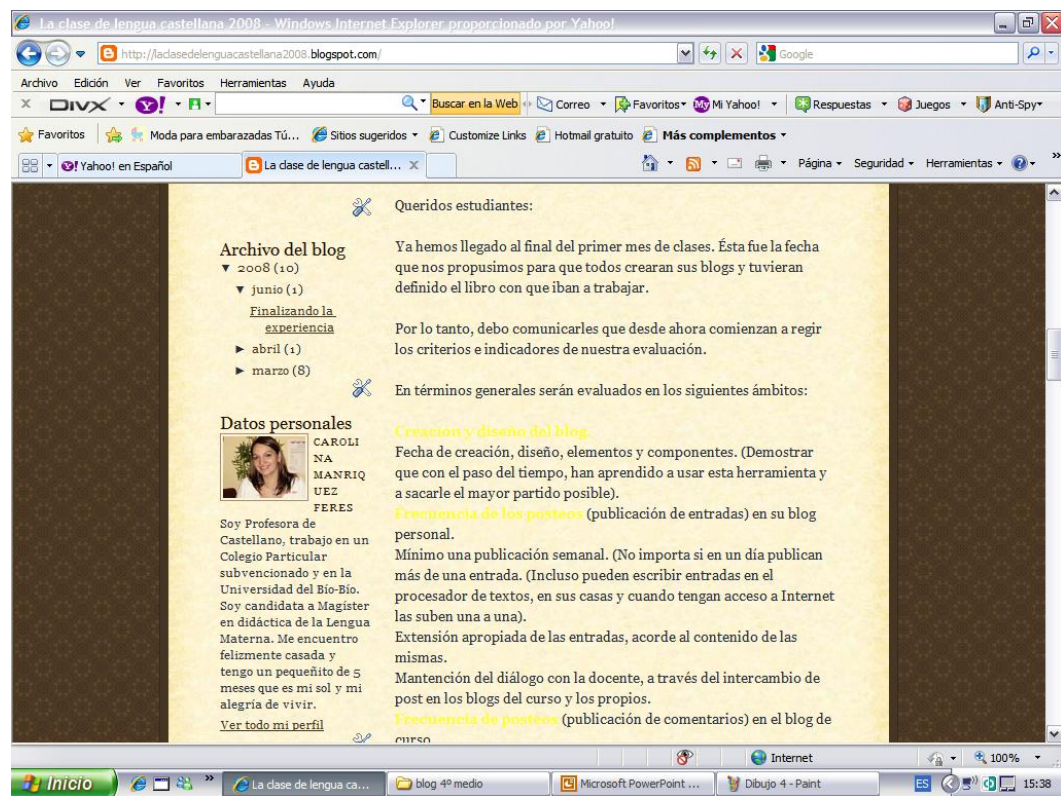 La clase de lengua castellana 2008 - Windows Internet Explorer proporcionado por Yahoo!
http://laclasedelenguacastellana2008.blogspot.com/
Google
Archivo Edición Ver Favoritos Herramientas Ayuda
X DIVX Y! Buscar en la Web Correo Favoritos Mi Yahoo! Respuestas Juegos Anti-Spy
Favoritos Moda para embarazadas Tú... Sitios sugeridos Customize Links Hotmail gratuito Más complementos
Yahoo! en Español La clase de lengua castell... X Página Seguridad Herramientas »
Archivo del blog
▼ 2008 (10)
▼ junio (1)
Finalizando la
experiencia
► abril (1)
► marzo (8)
Datos personales
CAROLI
NA
MANRIQ
UEZ
FERES
Soy Profesora de
Castellano, trabajo en un
Colegio Particular
subvencionado y en la
Universidad del Bío-Bío.
Soy candidata a Magíster
en didáctica de la Lengua
Materna. Me encuentro
felizmente casada y
tengo un pequeñito de 5
meses que es mi sol y mi
alegría de vivir.
Ver todo mi perfil
Queridos estudiantes:
Ya hemos llegado al final del primer mes de clases. Ésta fue la fecha
que nos propusimos para que todos crearan sus blogs y tuvieran
definido el libro con que iban a trabajar.
Por lo tanto, debo comunicarles que desde ahora comienzan a regir
los criterios e indicadores de nuestra evaluación.
En términos generales serán evaluados en los siguientes ámbitos:
Creación y diseño del blog.
Fecha de creación, diseño, elementos y componentes. (Demostrar
que con el paso del tiempo, han aprendido a usar esta herramienta y
a sacarle el mayor partido posible).
Frecuencia de los posteos (publicación de entradas) en su blog
personal.
Mínimo una publicación semanal. (No importa si en un día publican
más de una entrada. (Incluso pueden escribir entradas en el
procesador de textos, en sus casas y cuando tengan acceso a Internet
las suben una a una).
Extensión apropiada de las entradas, acorde al contenido de las
mismas.
Mantención del diálogo con la docente, a través del intercambio de
post en los blogs del curso y los propios.
Frecuencia de posteos (publicación de comentarios) en el blog de
curso
Internet 100%
Inicio » La clase de lengua ca... blog 4º medio Microsoft PowerPoint ... Dibujo 4 - Paint ES 15:38